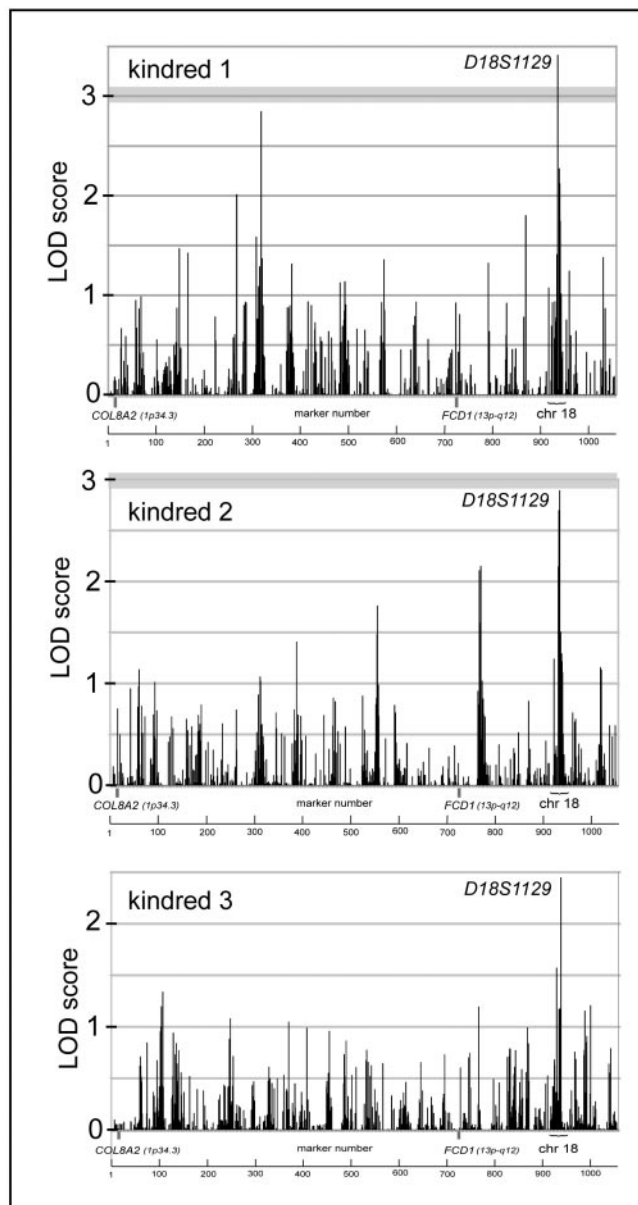 kindred 1
D18S1129
3
2
1
0
LOD score
COL8A2 (1p34.3)
marker number
FCD1 (13p-q12)
chr 18
1 100 200 300 400 500 600 700 800 900 1000
kindred 2
D18S1129
3
2
1
0
LOD score
COL8A2 (1p34.3)
marker number
FCD1 (13p-q12)
chr 18
1 100 200 300 400 500 600 700 800 900 1000
kindred 3
D18S1129
2
1
0
LOD score
COL8A2 (1p34.3)
marker number
FCD1 (13p-q12)
chr 18
1 100 200 300 400 500 600 700 800 900 1000